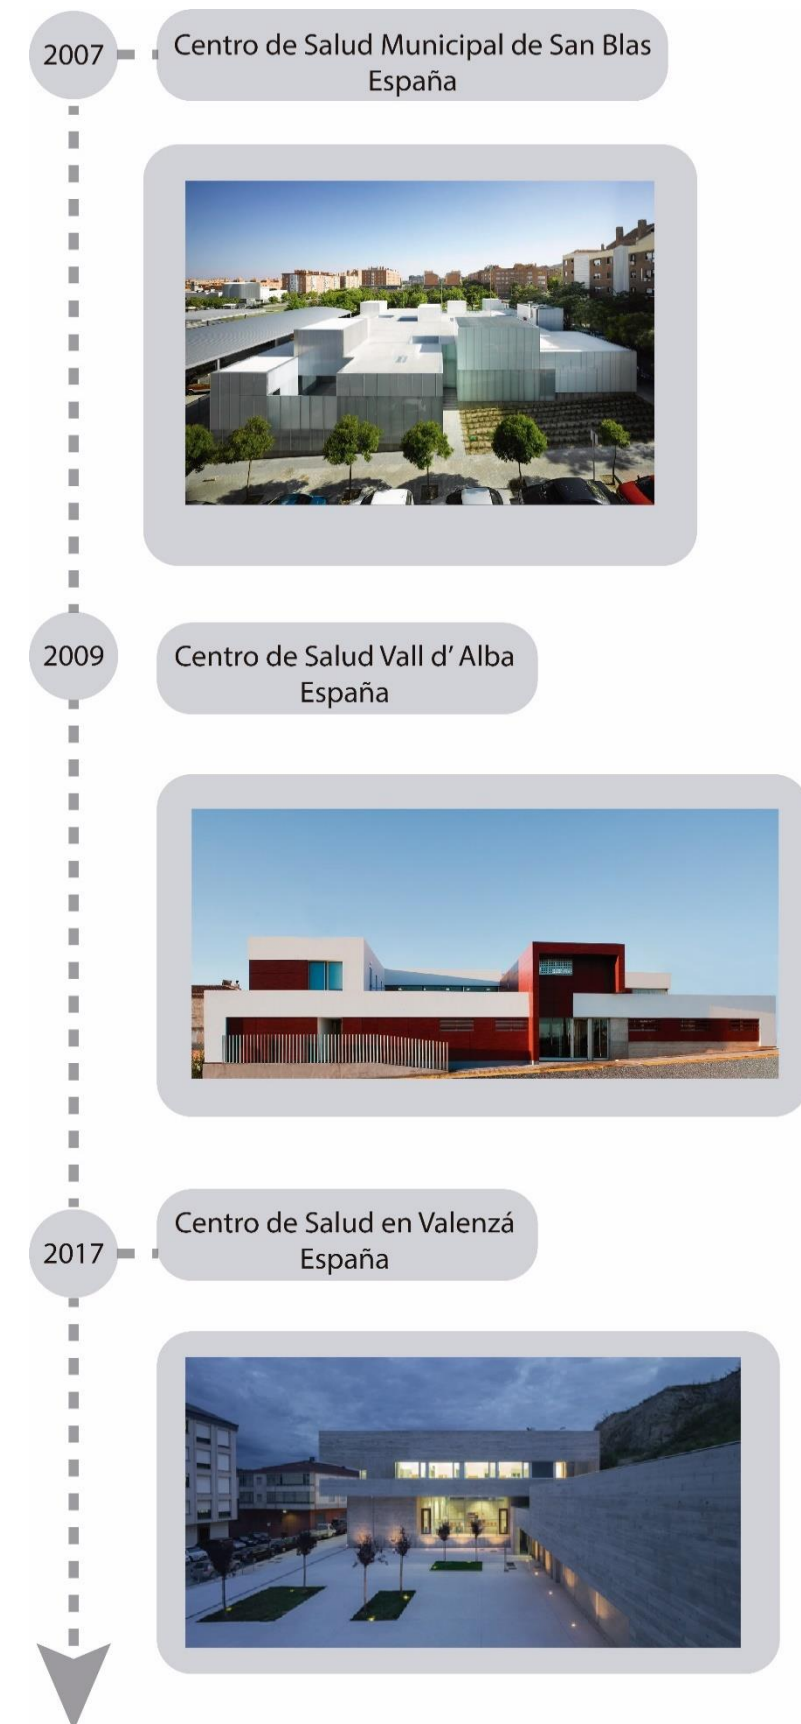 2007
Centro de Salud Municipal de San Blas
España
2009
Centro de Salud Vall d' Alba
España
2017
Centro de Salud en Valenzá
España